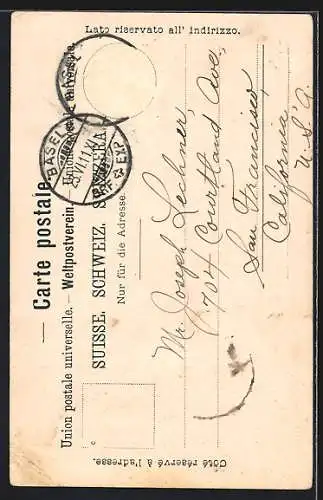 Lato riservato all' indirizzo.
Carte postale.
Union postale universelle. — Weltpostverein
SUISSE. SCHWEIZ. SVIZZERA.
Nur für die Adresse.
BASEL
EXP
Mr. Joseph Lechner,
704 Courtland Ave.,
San Francisco,
California,
U. S. A.
Côté réservé à l'adresse.